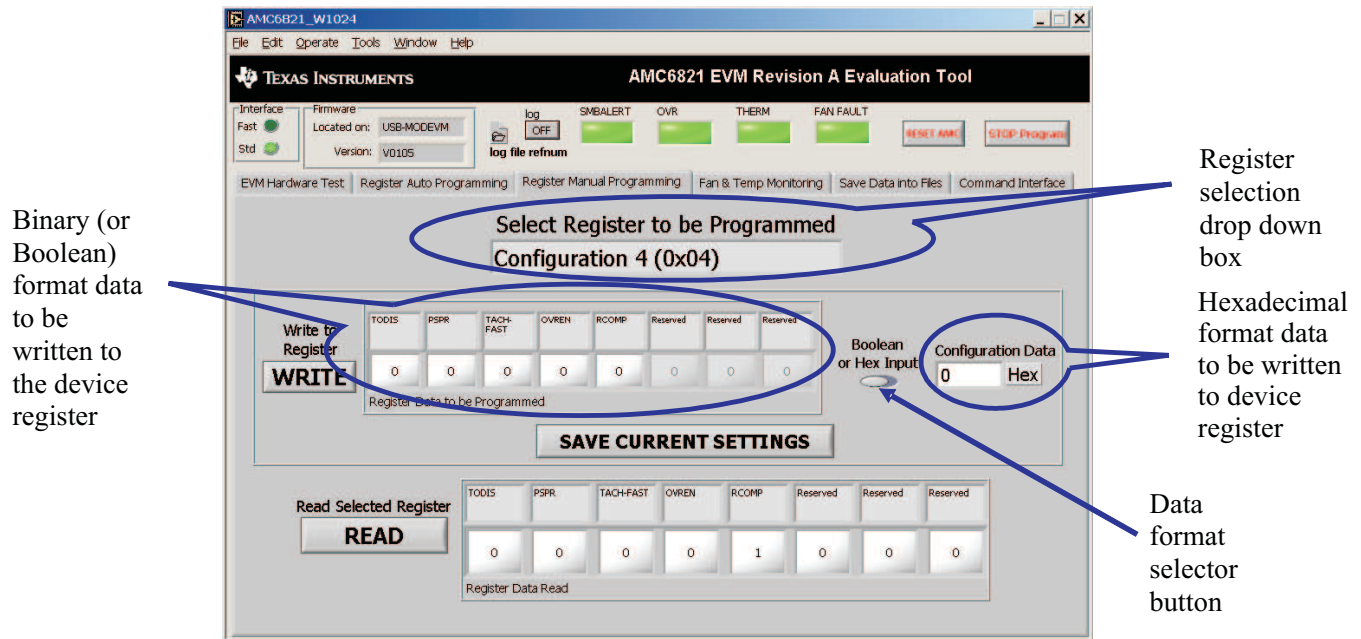 AMC6821_W1024
File Edit Operate Tools Window Help
TEXAS INSTRUMENTS
AMC6821 EVM Revision A Evaluation Tool
Interface
Fast
Std
Firmware
Located on: USB-MODEVM
Version: V0105
log
OFF
log file refnum
SMBALERT OVR THERM FAN FAULT
RESET AMC
STOP Program
EVM Hardware Test Register Auto Programming Register Manual Programming Fan & Temp Monitoring Save Data into Files Command Interface
Select Register to be Programmed
Configuration 4 (0x04)
Write to
Register
WRITE
TODIS PSPR TACH-
FAST OVREN RCOMP Reserved Reserved Reserved
0 0 0 0 0 0 0 0
Register Data to be Programmed
Boolean
or Hex Input
Configuration Data
0 Hex
SAVE CURRENT SETTINGS
Read Selected Register
READ
TODIS PSPR TACH-FAST OVREN RCOMP Reserved Reserved Reserved
0 0 0 0 1 0 0 0
Register Data Read
Binary (or
Boolean)
format data
to be
written to
the device
register
Register
selection
drop down
box
Hexadecimal
format data
to be written
to device
register
Data
format
selector
button